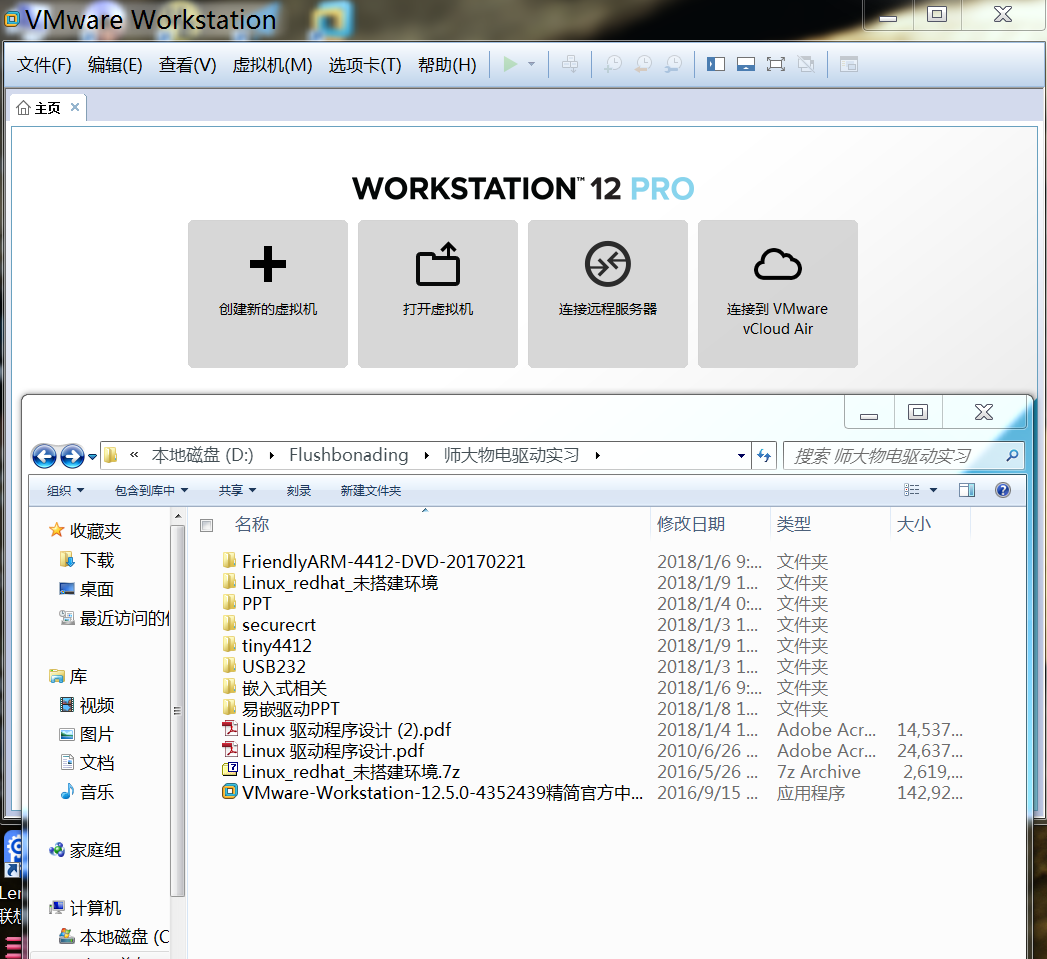 VMware Workstation
文件(F) 编辑(E) 查看(V) 虚拟机(M) 选项卡(T) 帮助(H)
主页
WORKSTATION™ 12 PRO
创建新的虚拟机 打开虚拟机 连接远程服务器 连接到 VMware
vCloud Air
« 本地磁盘 (D:) Flushbonading 师大物电驱动实习 搜索 师大物电驱动实习
组织 包含到库中 共享 刻录 新建文件夹
名称 修改日期 类型 大小
收藏夹
下载
桌面
最近访问的
库
视频
图片
文档
音乐
家庭组
计算机
本地磁盘 (C
FriendlyARM-4412-DVD-20170221 2018/1/6 9:... 文件夹
Linux_redhat_未搭建环境 2018/1/9 1... 文件夹
PPT 2018/1/4 0:... 文件夹
securecrt 2018/1/3 1... 文件夹
tiny4412 2018/1/9 1... 文件夹
USB232 2018/1/3 1... 文件夹
嵌入式相关 2018/1/6 9:... 文件夹
易嵌驱动PPT 2018/1/8 1... 文件夹
Linux 驱动程序设计 (2).pdf 2018/1/4 1... Adobe Acr... 14,537...
Linux 驱动程序设计.pdf 2010/6/26 ... Adobe Acr... 24,637...
Linux_redhat_未搭建环境.7z 2016/5/26 ... 7z Archive 2,619,...
VMware-Workstation-12.5.0-4352439精简官方中... 2016/9/15 ... 应用程序 142,92...
Ler
联想